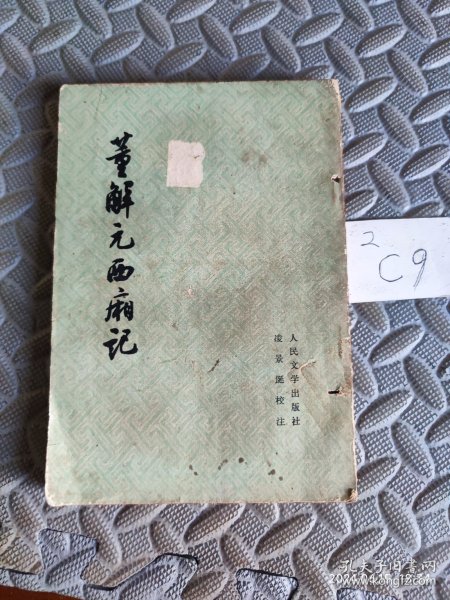 董解元西廂记
人民文学出版社
凌景埏校注
2
C9
孔夫子旧书网